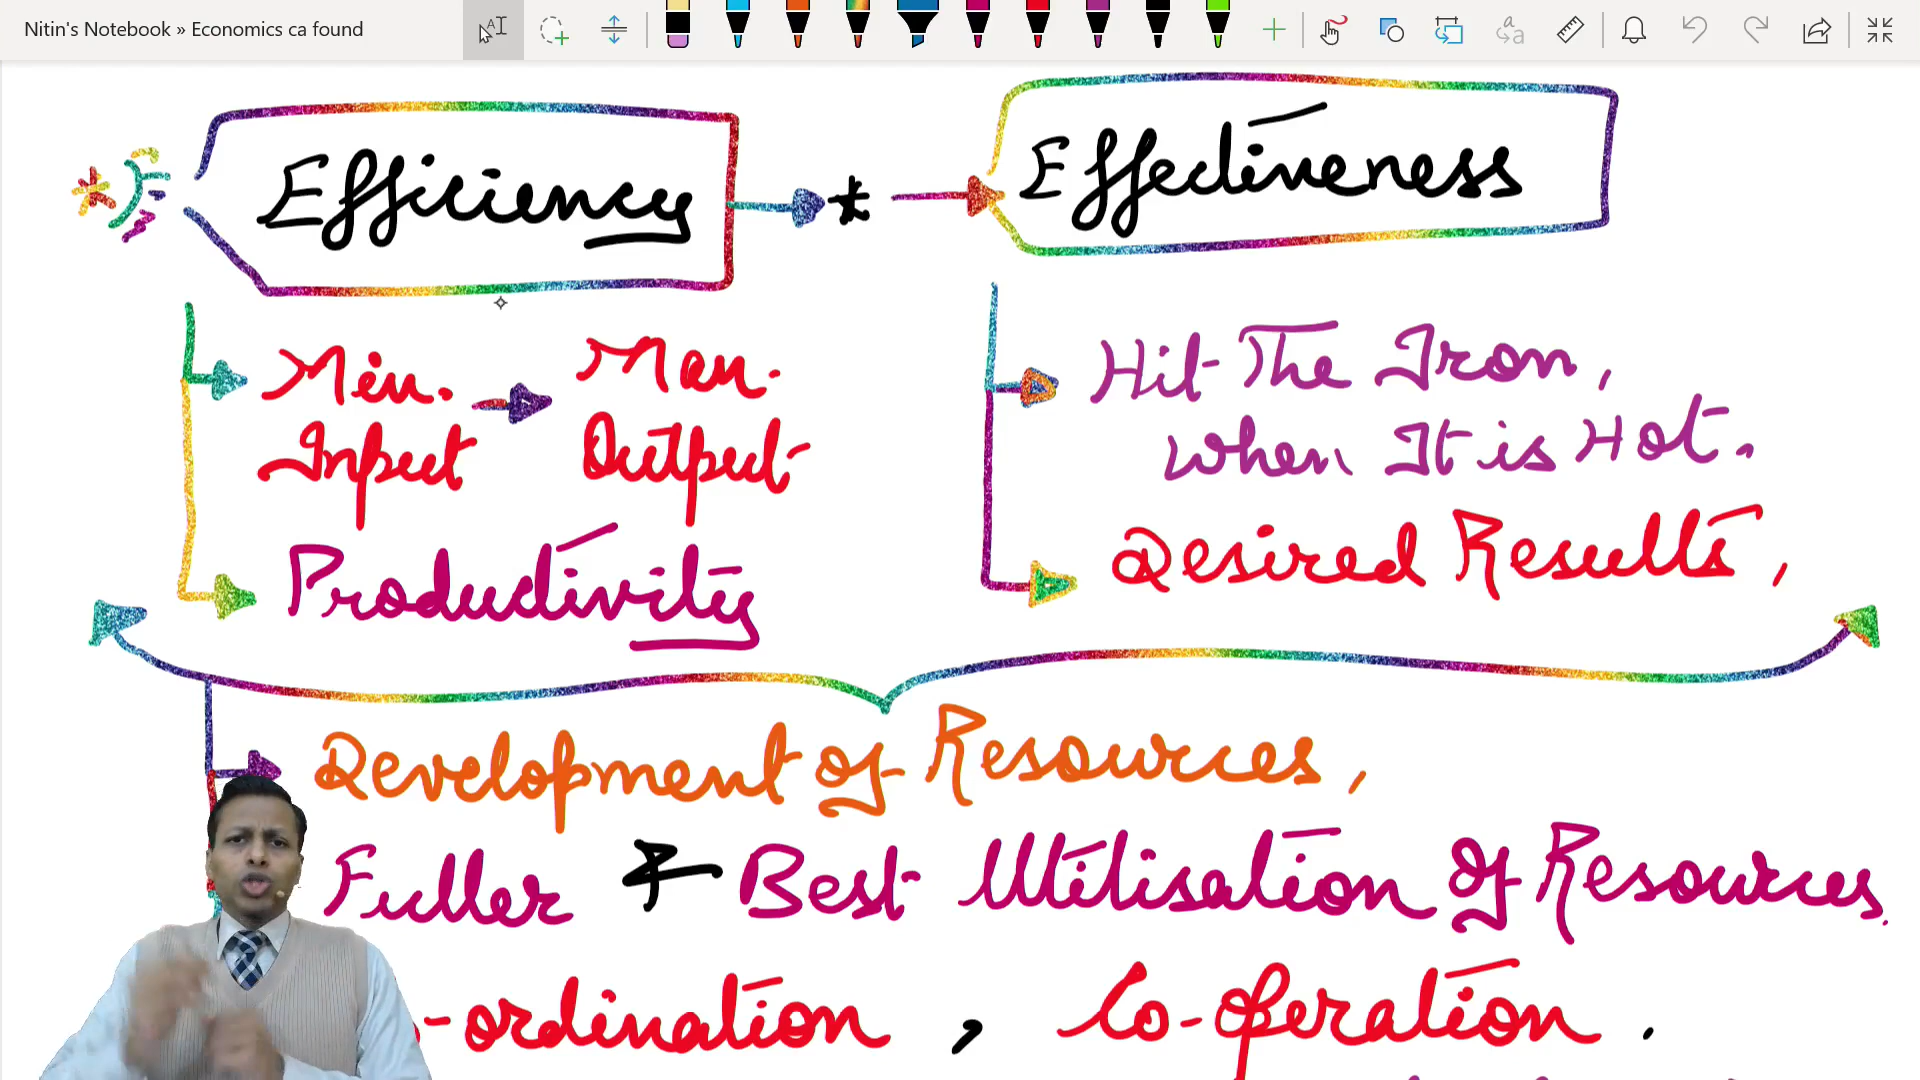 Nitin's Notebook » Economics ca found
Efficiency
* Effectiveness
Min. Input
Max. Output
Productivity
Hit The Iron,
When It is Hot.
Desired Results,
Development of Resources,
Fuller & Best Utilisation Of Resources.
-ordination , Co-operation .